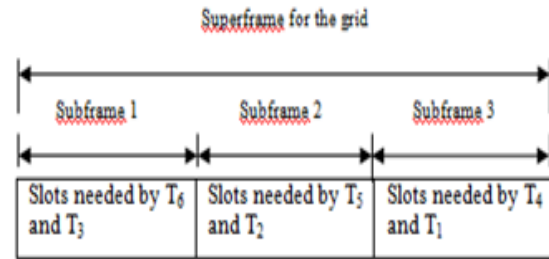 Superframe for the grid
Subframe 1 Subframe 2 Subframe 3
Slots needed by T6 and T3
Slots needed by T5 and T2
Slots needed by T4 and T1